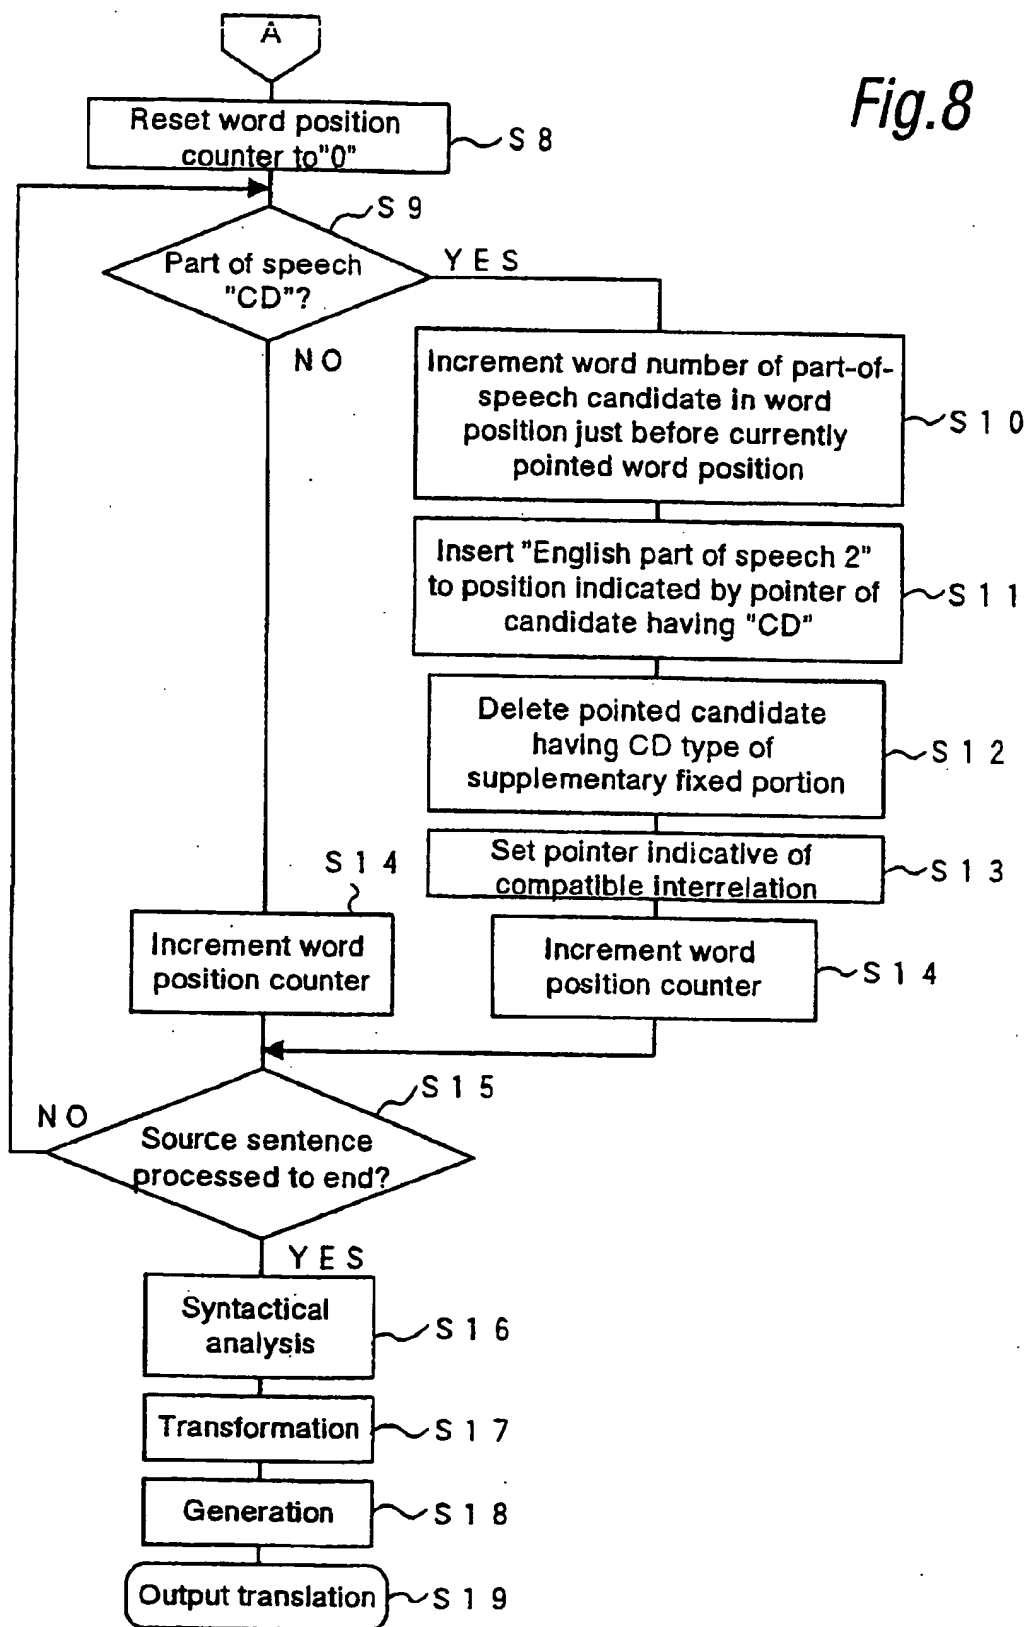 A
Fig.8
Reset word position
counter to"0"
S 8
S 9
Part of speech
"CD"?
Y E S
N O
Increment word number of part-of-
speech candidate in word
position just before currently
pointed word position
S 1 0
Insert "English part of speech 2"
to position indicated by pointer of
candidate having "CD"
S 1 1
Delete pointed candidate
having CD type of
supplementary fixed portion
S 1 2
Set pointer indicative of
compatible interrelation
S 1 3
S 1 4
Increment word
position counter
Increment word
position counter
S 1 4
S 1 5
N O
Source sentence
processed to end?
Y E S
Syntactical
analysis
S 1 6
Transformation
S 1 7
Generation
S 1 8
Output translation
S 1 9